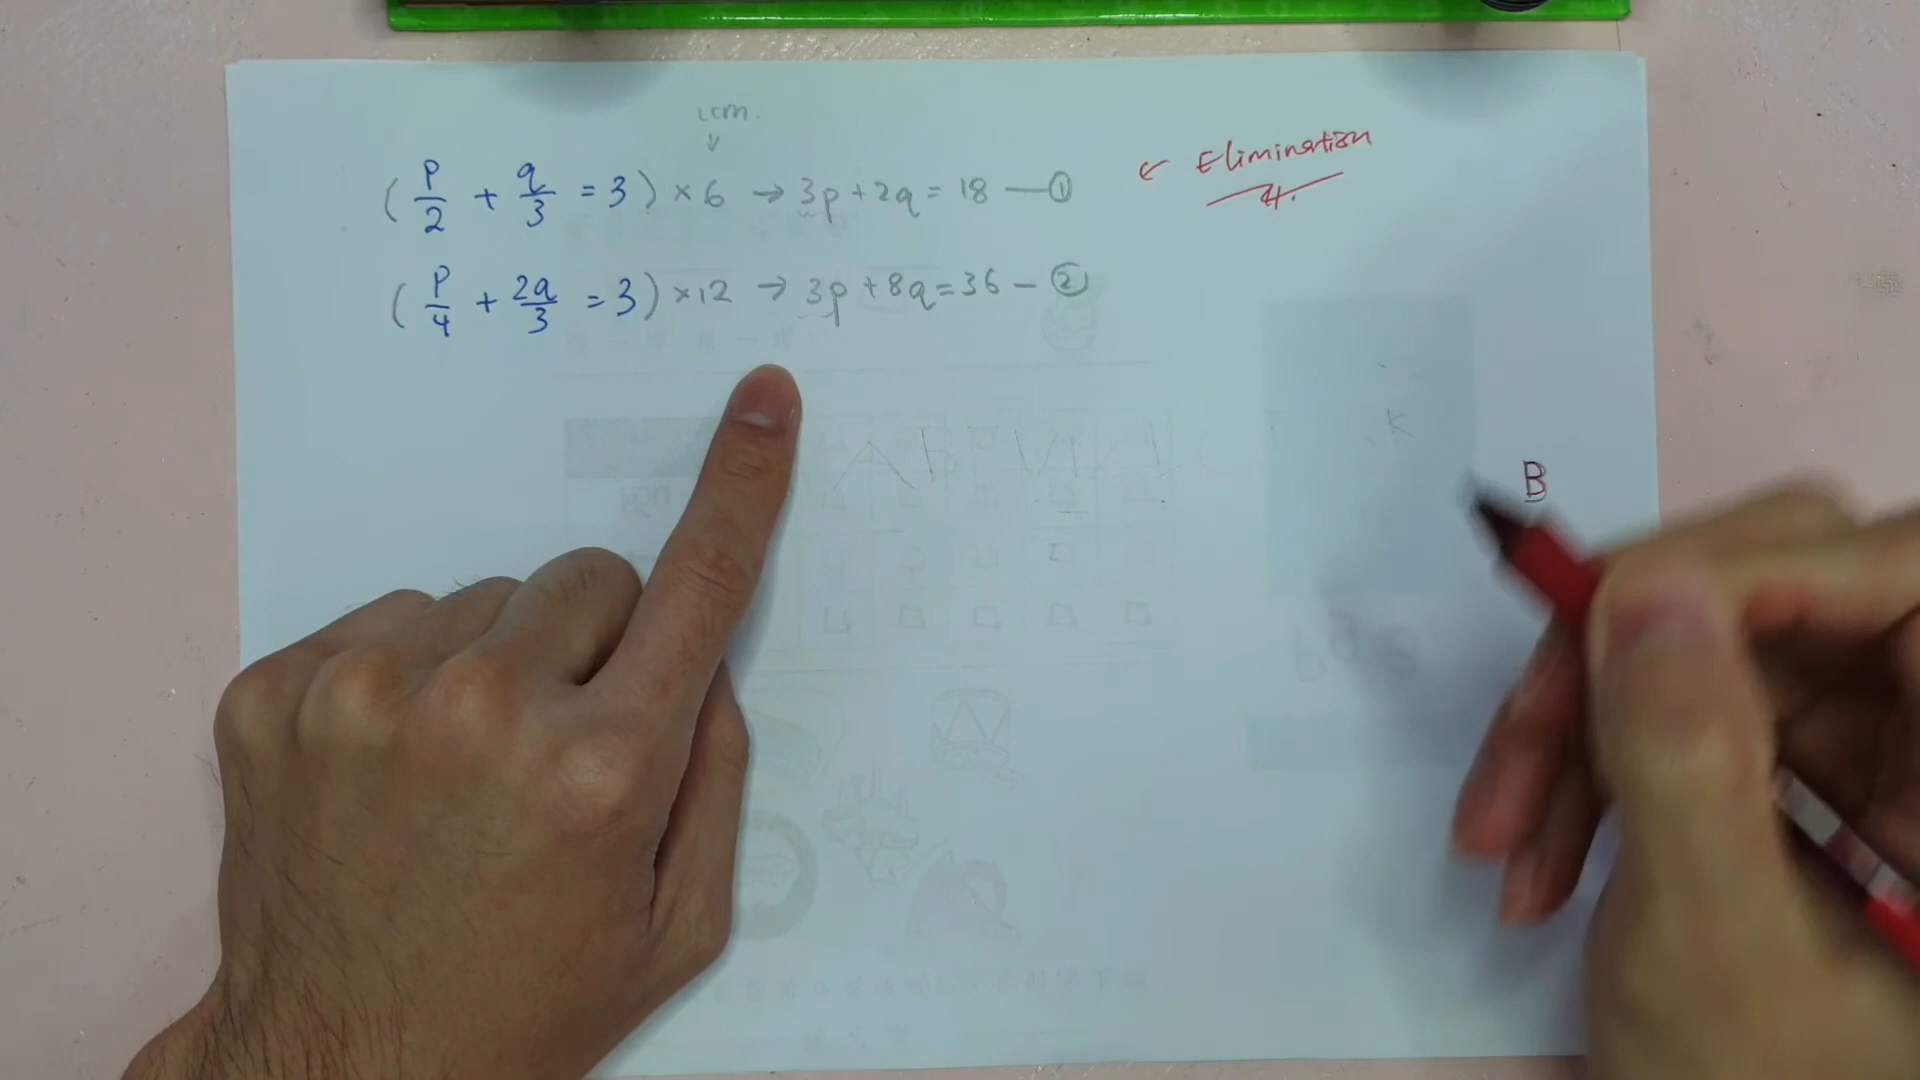 LCM.
↓
(p/2 + q/3 = 3) × 6 → 3p + 2q = 18 — ①
← Elimination
(p/4 + 2q/3 = 3) × 12 → 3p + 8q = 36 — ②
K
B